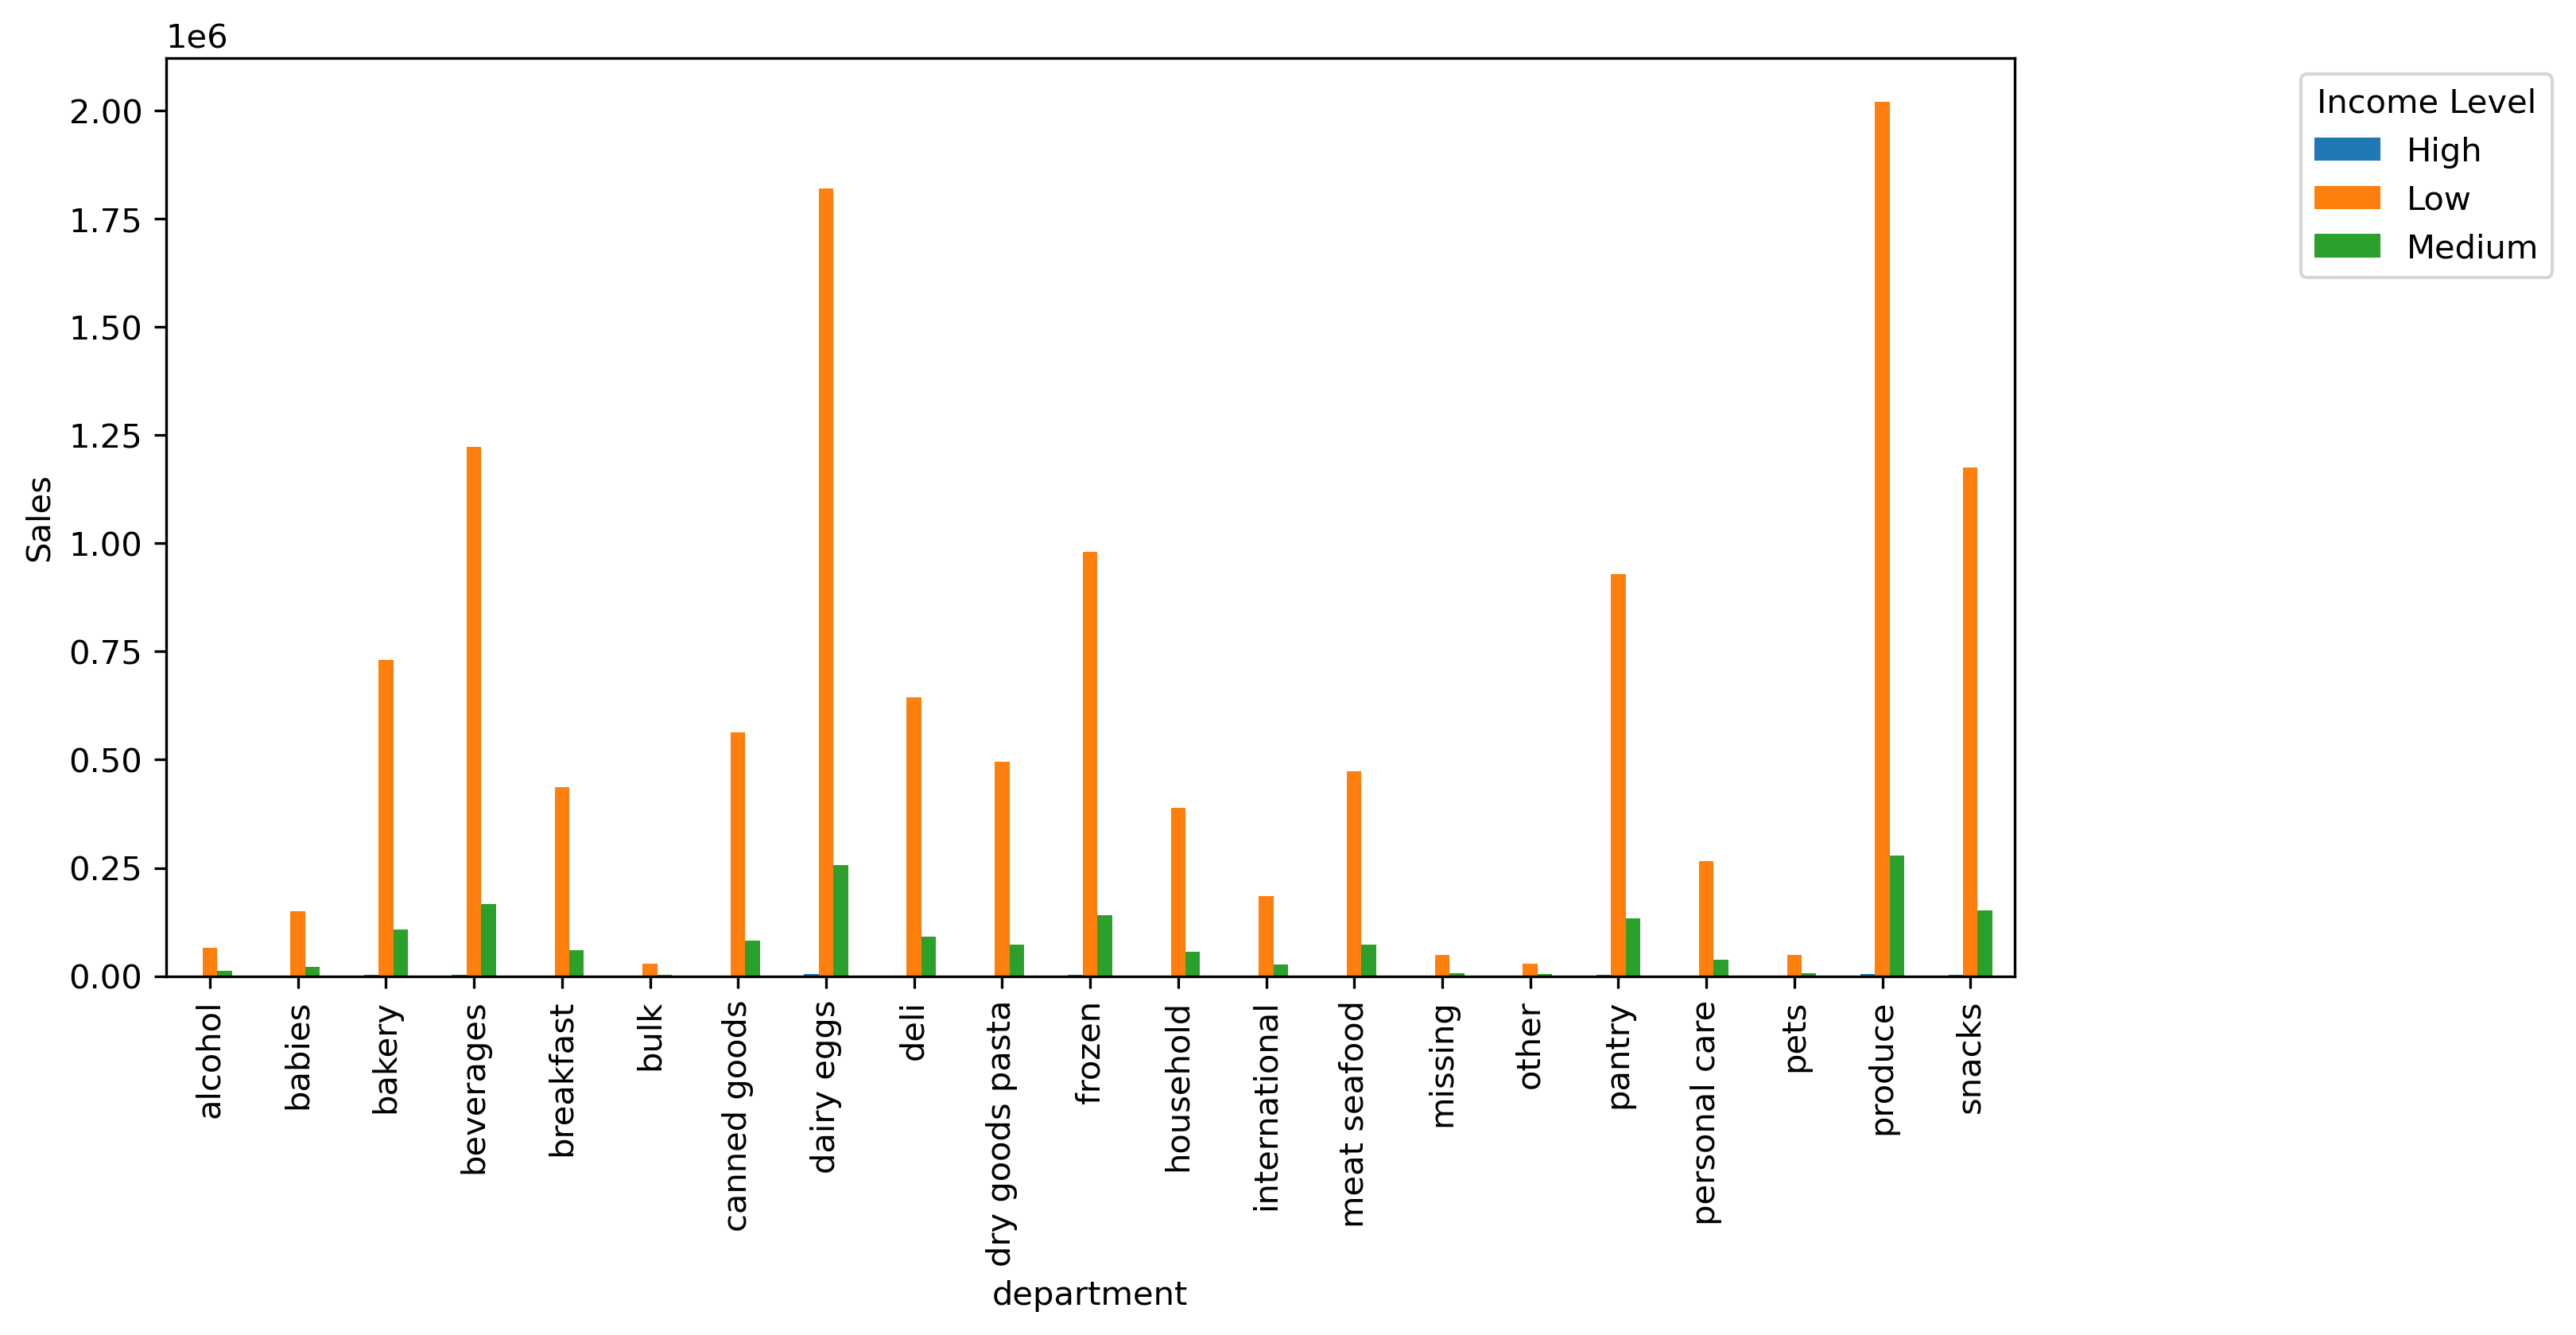 1e6
2.00
1.75
1.50
1.25
1.00
0.75
0.50
0.25
0.00
Sales
alcohol
babies
bakery
beverages
breakfast
bulk
canned goods
dairy eggs
deli
dry goods pasta
frozen
household
international
meat seafood
missing
other
pantry
personal care
pets
produce
snacks
department
Income Level
High
Low
Medium